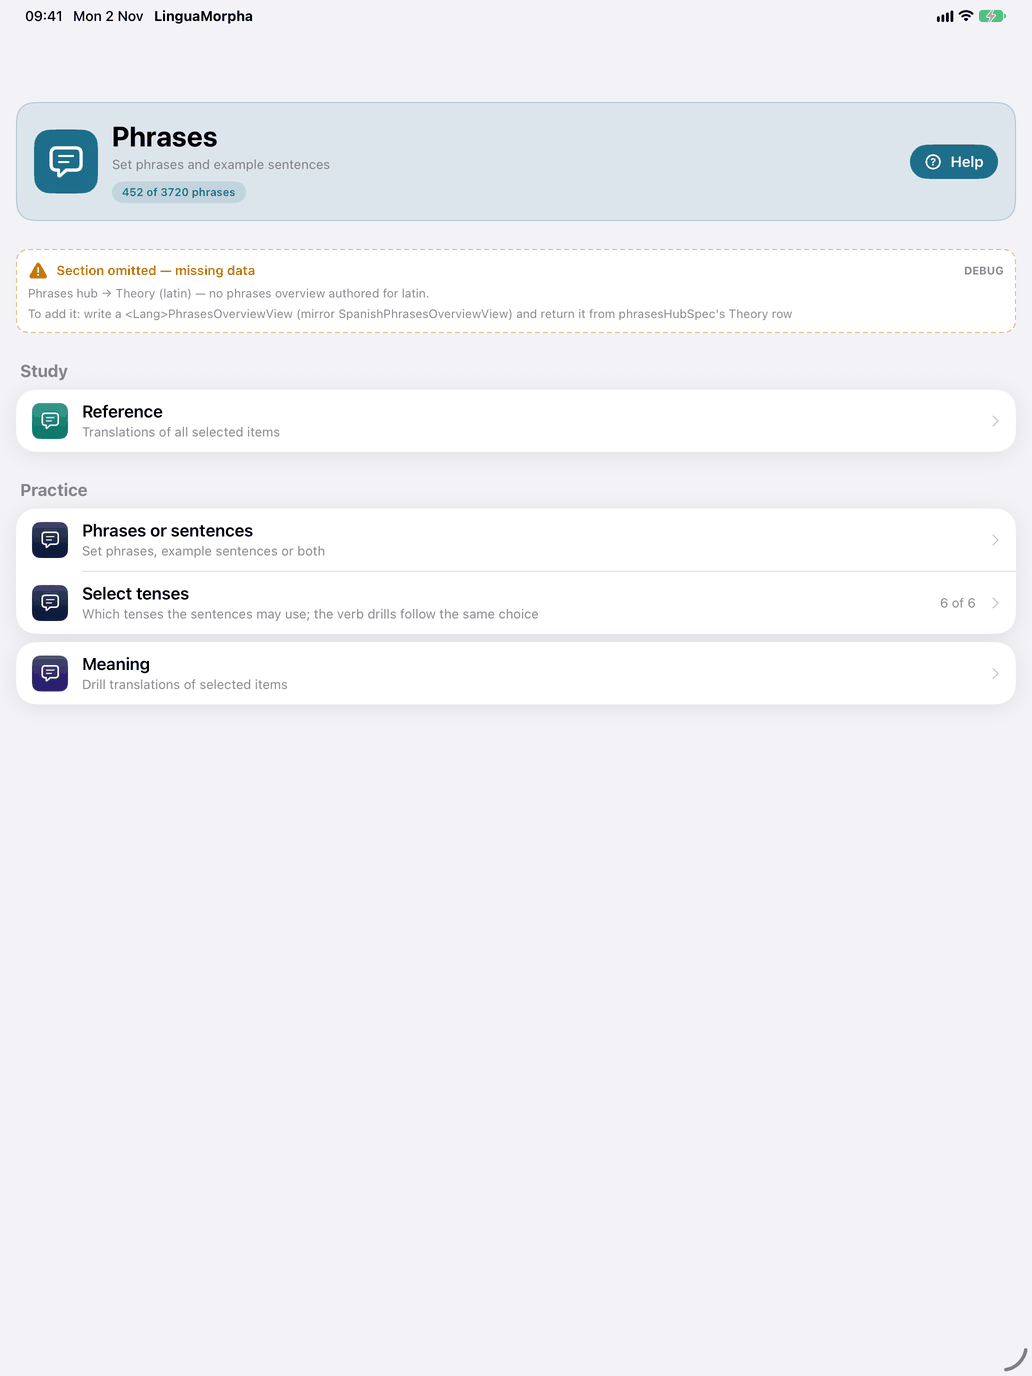 09:41 Mon 2 Nov LinguaMorpha
Phrases
Set phrases and example sentences
452 of 3720 phrases
Help
Section omitted — missing data
DEBUG
Phrases hub → Theory (latin) — no phrases overview authored for latin.
To add it: write a <Lang>PhrasesOverviewView (mirror SpanishPhrasesOverviewView) and return it from phrasesHubSpec's Theory row
Study
Reference
Translations of all selected items
Practice
Phrases or sentences
Set phrases, example sentences or both
Select tenses
Which tenses the sentences may use; the verb drills follow the same choice
6 of 6
Meaning
Drill translations of selected items